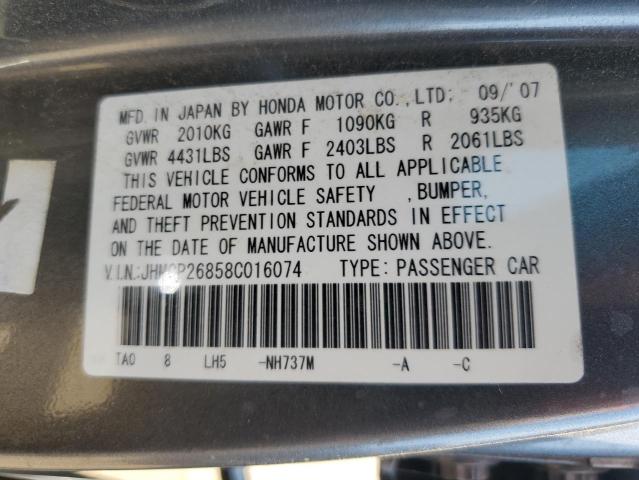 MFD. IN JAPAN BY HONDA MOTOR CO., LTD; 09/'07
GVWR 2010KG GAWR F 1090KG R 935KG
GVWR 4431LBS GAWR F 2403LBS R 2061LBS
THIS VEHICLE CONFORMS TO ALL APPLICABLE
FEDERAL MOTOR VEHICLE SAFETY , BUMPER,
AND THEFT PREVENTION STANDARDS IN EFFECT
ON THE DATE OF MANUFACTURE SHOWN ABOVE.
V.I.N.: TYPE: PASSENGER CAR
TA0 8 LH5 -NH737M -A -C